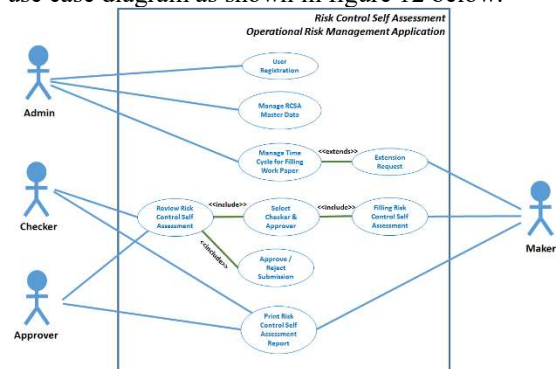 use case diagram as shown in figure 12 below.
Risk Control Self Assessment
Operational Risk Management Application
User
Registration
Admin
Manage RCSA
Master Data
Manage Time
Cycle for Filling
Work Paper
<<extends>>
Extension
Request
Checker
Review Risk
Control Self
Assessment
<<include>>
Select
Checker &
Approver
<<include>>
Filling Risk
Control Self
Assessment
Maker
<<include>>
Approve /
Reject
Submission
Approver
Print Risk
Control Self
Assessment
Report